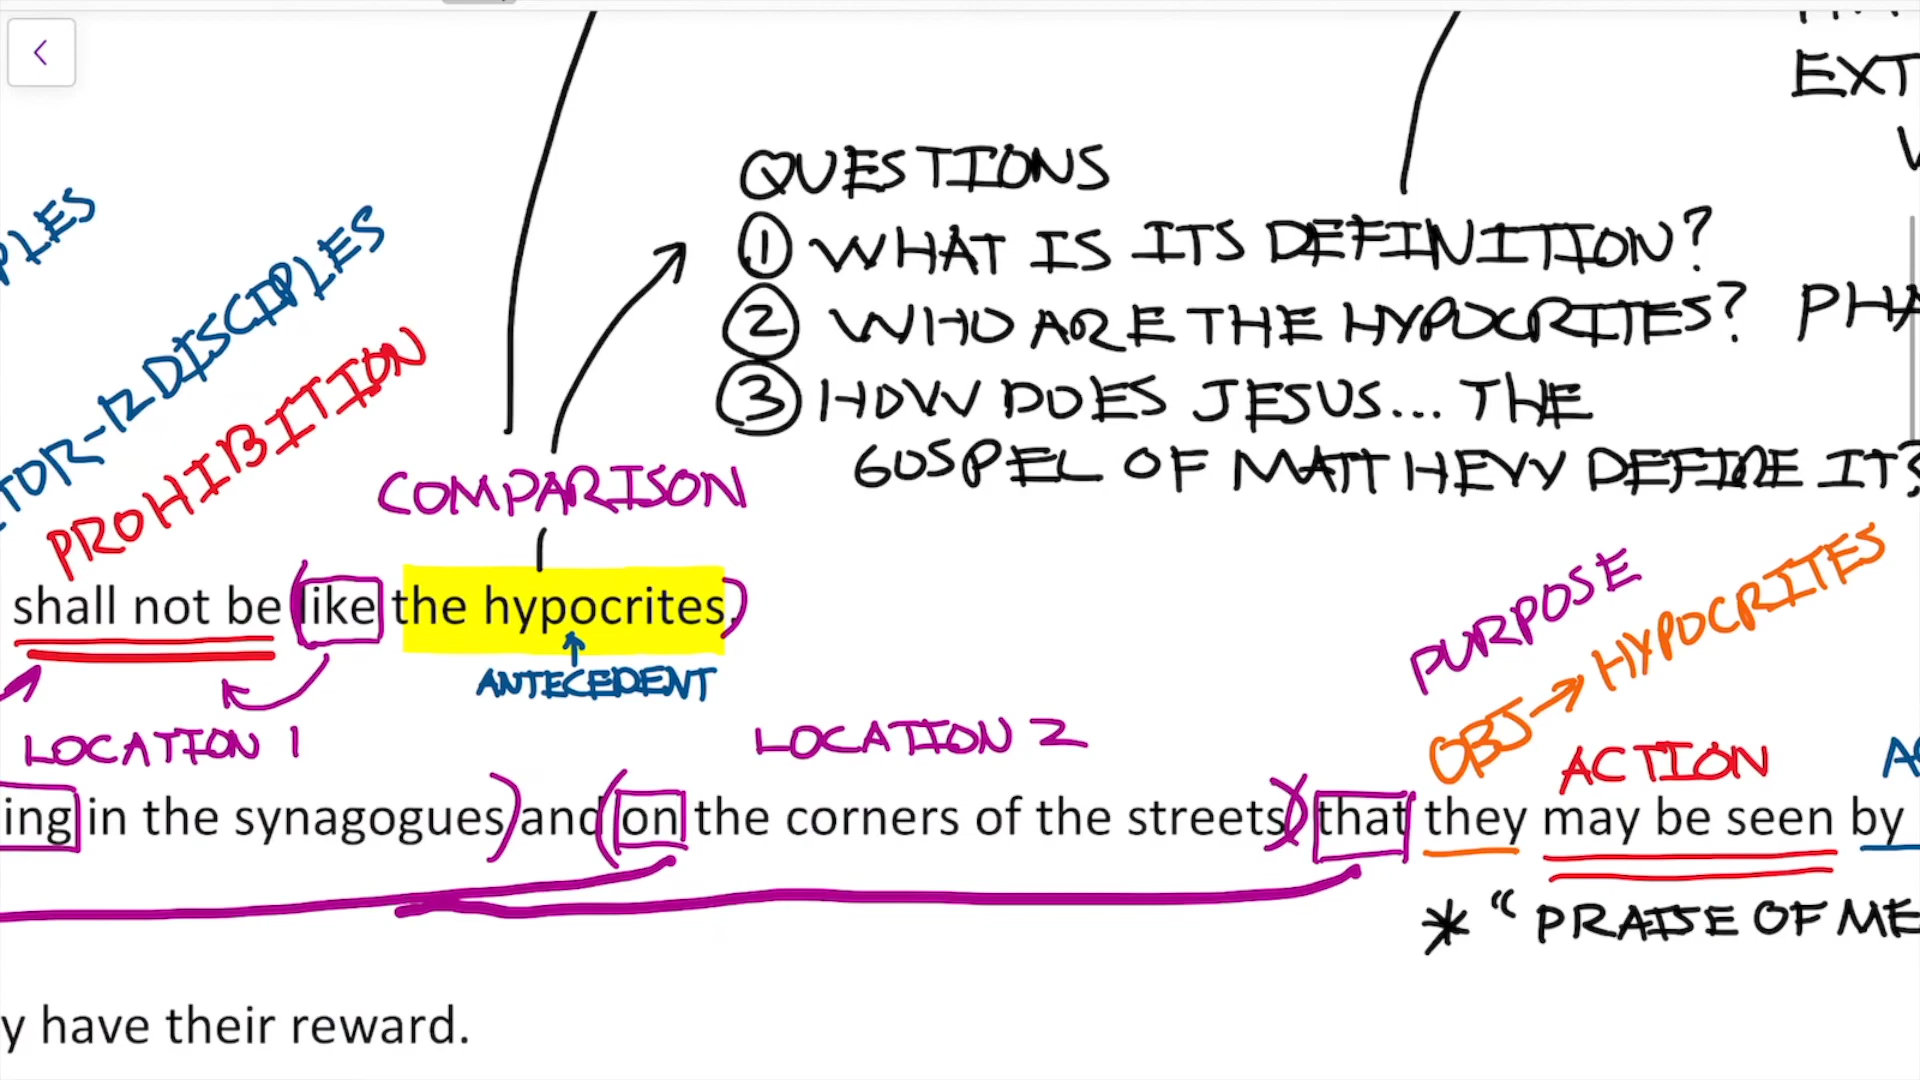 EXT
QUESTIONS
① WHAT IS ITS DEFINITION?
② WHO ARE THE HYPOCRITES? PHA
③ HOW DOES JESUS... THE
GOSPEL OF MATTHEW DEFINE IT?
PLES
TOR-12 DISCIPLES
PROHIBITION
COMPARISON
shall not be (like the hypocrites,)
ANTECEDENT
PURPOSE
OBJ → HYPOCRITES
LOCATION 1
LOCATION 2
ACTION
ing in the synagogues) and (on the corners of the streets) that they may be seen by
* "PRAISE OF ME
y have their reward.